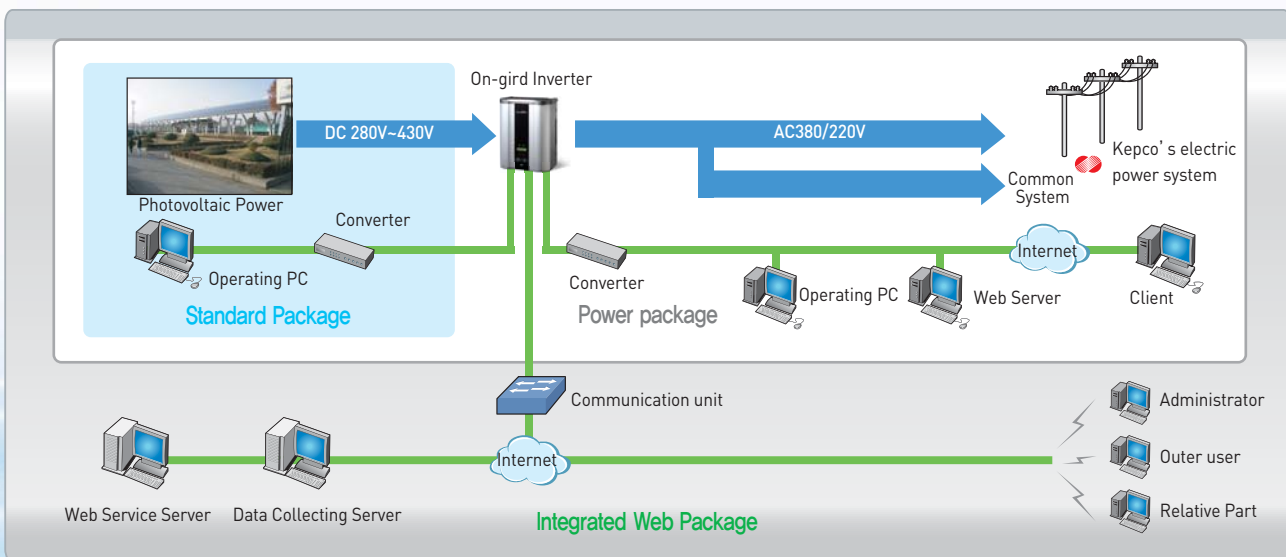 On-gird Inverter
DC 280V~430V
AC380/220V
Kepco's electric
power system
Common
System
Photovoltaic Power
Converter
Operating PC
Standard Package
Converter
Power package
Operating PC
Web Server
Internet
Client
Communication unit
Internet
Web Service Server
Data Collecting Server
Integrated Web Package
Administrator
Outer user
Relative Part